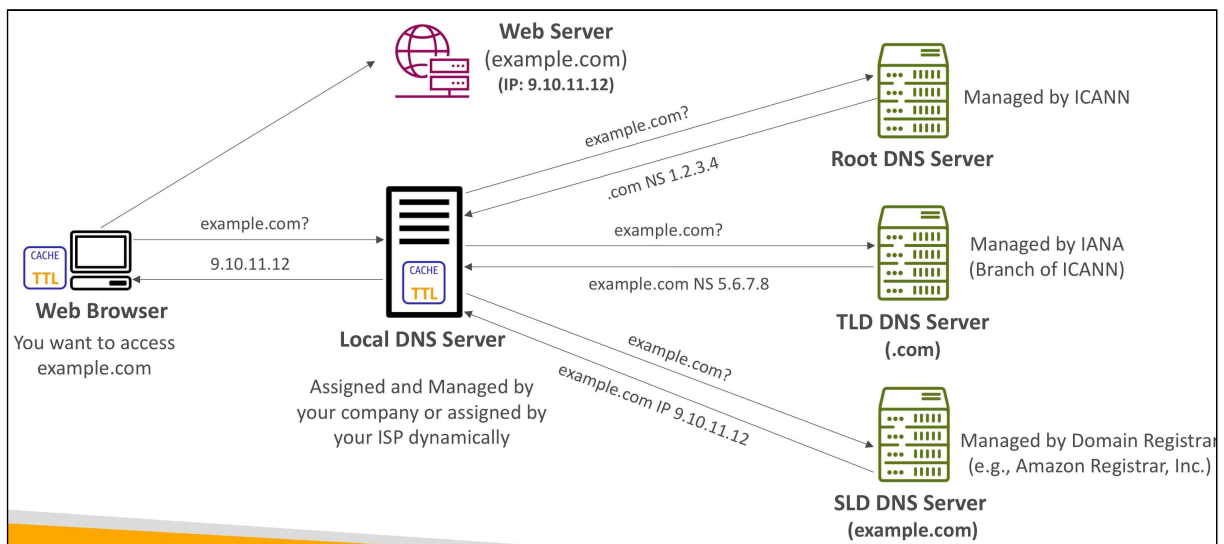 Web Server
(example.com)
(IP: 9.10.11.12)
Managed by ICANN
Root DNS Server
example.com?
.com NS 1.2.3.4
example.com?
9.10.11.12
CACHE
TTL
Web Browser
You want to access
example.com
CACHE
TTL
Local DNS Server
Assigned and Managed by
your company or assigned by
your ISP dynamically
example.com?
example.com NS 5.6.7.8
Managed by IANA
(Branch of ICANN)
TLD DNS Server
(.com)
example.com?
example.com IP 9.10.11.12
Managed by Domain Registrar
(e.g., Amazon Registrar, Inc.)
SLD DNS Server
(example.com)